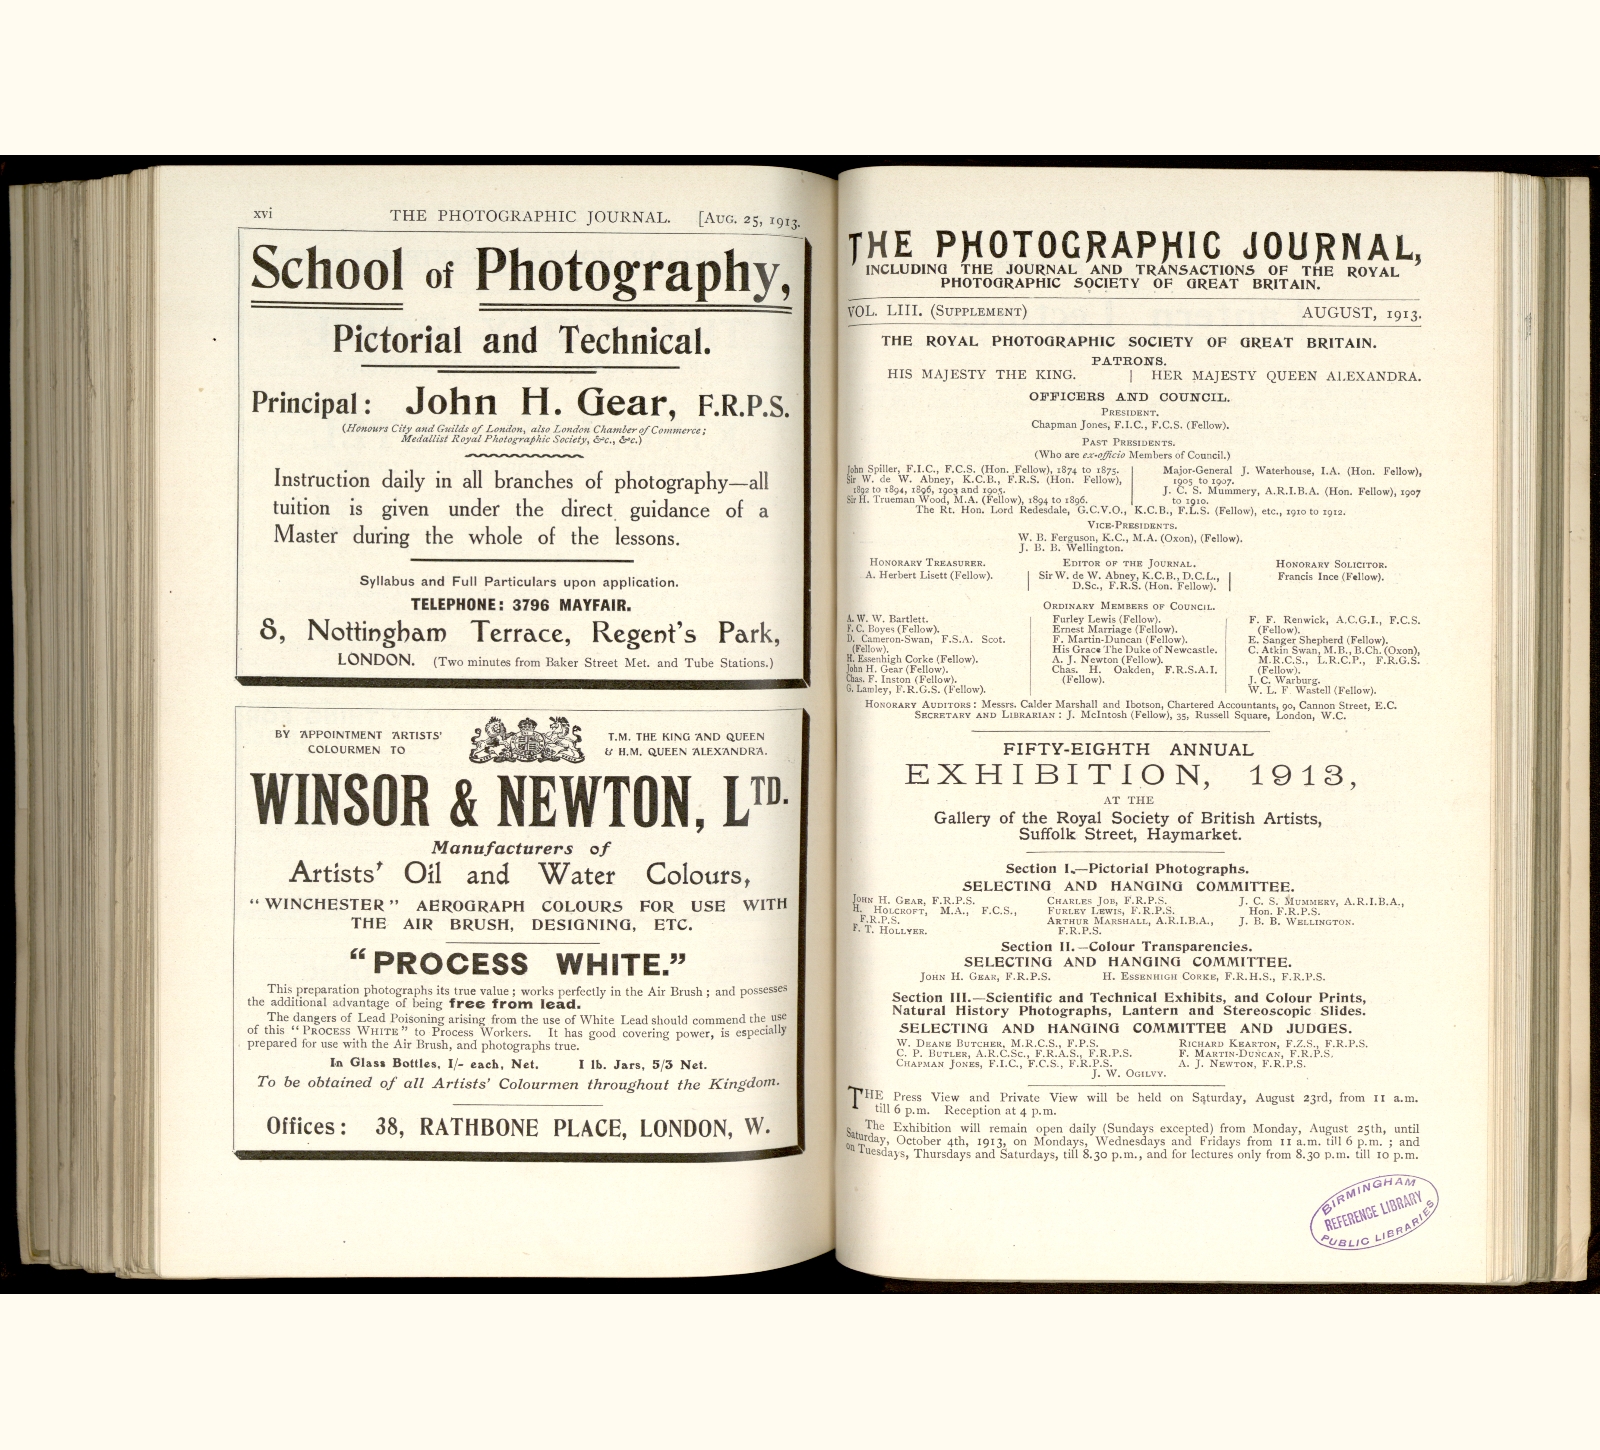 xvi THE PHOTOGRAPHIC JOURNAL. [AUG. 25, 1913.
School of Photography,
Pictorial and Technical.
Principal: John H. Gear, F.R.P.S.
(Honours City and Guilds of London, also London Chamber of Commerce;
Medallist Royal Photographic Society, &c., &c.)
Instruction daily in all branches of photography—all
tuition is given under the direct guidance of a
Master during the whole of the lessons.
Syllabus and Full Particulars upon application.
TELEPHONE: 3796 MAYFAIR.
8, Nottingham Terrace, Regent's Park,
LONDON. (Two minutes from Baker Street Met. and Tube Stations.)
BY APPOINTMENT ARTISTS'
COLOURMEN TO
T.M. THE KING AND QUEEN
& H.M. QUEEN ALEXANDRA.
WINSOR & NEWTON, LTD.
Manufacturers of
Artists' Oil and Water Colours,
"WINCHESTER" AEROGRAPH COLOURS FOR USE WITH
THE AIR BRUSH, DESIGNING, ETC.
"PROCESS WHITE."
This preparation photographs its true value; works perfectly in the Air Brush; and possesses
the additional advantage of being free from lead.
The dangers of Lead Poisoning arising from the use of White Lead should commend the use
of this "PROCESS WHITE" to Process Workers. It has good covering power, is especially
prepared for use with the Air Brush, and photographs true.
In Glass Bottles, 1/- each, Net. 1 lb. Jars, 5/3 Net.
To be obtained of all Artists' Colourmen throughout the Kingdom.
Offices: 38, RATHBONE PLACE, LONDON, W.
THE PHOTOGRAPHIC JOURNAL,
INCLUDING THE JOURNAL AND TRANSACTIONS OF THE ROYAL
PHOTOGRAPHIC SOCIETY OF GREAT BRITAIN.
VOL. LIII. (SUPPLEMENT) AUGUST, 1913.
THE ROYAL PHOTOGRAPHIC SOCIETY OF GREAT BRITAIN.
PATRONS.
HIS MAJESTY THE KING. | HER MAJESTY QUEEN ALEXANDRA.
OFFICERS AND COUNCIL.
PRESIDENT.
Chapman Jones, F.I.C., F.C.S. (Fellow).
PAST PRESIDENTS.
(Who are ex-officio Members of Council.)
John Spiller, F.I.C., F.C.S. (Hon. Fellow), 1874 to 1875.
Sir W. de W. Abney, K.C.B., F.R.S. (Hon. Fellow),
1892 to 1894, 1896, 1903 and 1905.
Sir H. Trueman Wood, M.A. (Fellow), 1894 to 1896.
Major-General J. Waterhouse, I.A. (Hon. Fellow),
1905 to 1907.
J. C. S. Mummery, A.R.I.B.A. (Hon. Fellow), 1907
to 1910.
The Rt. Hon. Lord Redesdale, G.C.V.O., K.C.B., F.L.S. (Fellow), etc., 1910 to 1912.
VICE-PRESIDENTS.
W. B. Ferguson, K.C., M.A. (Oxon), (Fellow).
J. B. B. Wellington.
HONORARY TREASURER.
A. Herbert Lisett (Fellow).
EDITOR OF THE JOURNAL.
Sir W. de W. Abney, K.C.B., D.C.L.,
D.Sc., F.R.S. (Hon. Fellow).
HONORARY SOLICITOR.
Francis Ince (Fellow).
ORDINARY MEMBERS OF COUNCIL.
A. W. W. Bartlett.
F. C. Boyes (Fellow).
D. Cameron-Swan, F.S.A. Scot.
(Fellow).
H. Essenhigh Corke (Fellow).
John H. Gear (Fellow).
Chas. F. Inston (Fellow).
G. Lamley, F.R.G.S. (Fellow).
Furley Lewis (Fellow).
Ernest Marriage (Fellow).
F. Martin-Duncan (Fellow).
His Grace The Duke of Newcastle.
A. J. Newton (Fellow).
Chas. H. Oakden, F.R.S.A.I.
(Fellow).
F. F. Renwick, A.C.G.I., F.C.S.
(Fellow).
E. Sanger Shepherd (Fellow).
C. Atkin Swan, M.B., B.Ch. (Oxon),
M.R.C.S., L.R.C.P., F.R.G.S.
(Fellow).
J. C. Warburg.
W. L. F Wastell (Fellow).
HONORARY AUDITORS: Messrs. Calder Marshall and Ibotson, Chartered Accountants, 90, Cannon Street, E.C.
SECRETARY AND LIBRARIAN: J. McIntosh (Fellow), 35, Russell Square, London, W.C.
FIFTY-EIGHTH ANNUAL
EXHIBITION, 1913,
AT THE
Gallery of the Royal Society of British Artists,
Suffolk Street, Haymarket.
Section I.—Pictorial Photographs.
SELECTING AND HANGING COMMITTEE.
JOHN H. GEAR, F.R.P.S.
H. HOLCROFT, M.A., F.C.S.,
F.R.P.S.
F. T. HOLLYER.
CHARLES JOB, F.R.P.S.
FURLEY LEWIS, F.R.P.S.
ARTHUR MARSHALL, A.R.I.B.A.,
F.R.P.S.
J. C. S. MUMMERY, A.R.I.B.A.,
Hon. F.R.P.S.
J. B. B. WELLINGTON.
Section II.—Colour Transparencies.
SELECTING AND HANGING COMMITTEE.
JOHN H. GEAR, F.R.P.S. H. ESSENHIGH CORKE, F.R.H.S., F.R.P.S.
Section III.—Scientific and Technical Exhibits, and Colour Prints,
Natural History Photographs, Lantern and Stereoscopic Slides.
SELECTING AND HANGING COMMITTEE AND JUDGES.
W. DEANE BUTCHER, M.R.C.S., F.P.S.
C. P. BUTLER, A.R.C.Sc., F.R.A.S., F.R.P.S.
CHAPMAN JONES, F.I.C., F.C.S., F.R.P.S.
RICHARD KEARTON, F.Z.S., F.R.P.S.
F. MARTIN-DUNCAN, F.R.P.S.
A. J. NEWTON, F.R.P.S.
J. W. OGILVY.
THE Press View and Private View will be held on Saturday, August 23rd, from 11 a.m.
till 6 p.m. Reception at 4 p.m.
The Exhibition will remain open daily (Sundays excepted) from Monday, August 25th, until
Saturday, October 4th, 1913, on Mondays, Wednesdays and Fridays from 11 a.m. till 6 p.m.; and
on Tuesdays, Thursdays and Saturdays, till 8.30 p.m., and for lectures only from 8.30 p.m. till 10 p.m.
BIRMINGHAM
REFERENCE LIBRARY
PUBLIC LIBRARIES